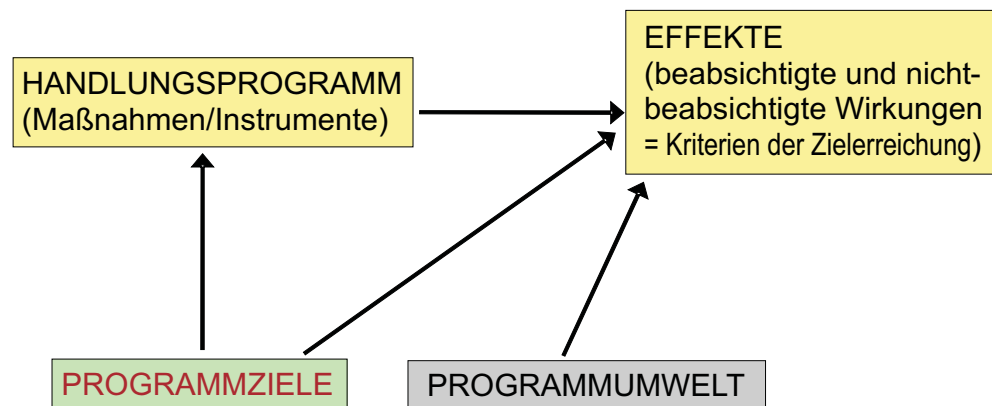 HANDLUNGSPROGRAMM
(Maßnahmen/Instrumente)
EFFEKTE
(beabsichtigte und nicht-
beabsichtigte Wirkungen
= Kriterien der Zielerreichung)
PROGRAMMZIELE
PROGRAMMUMWELT